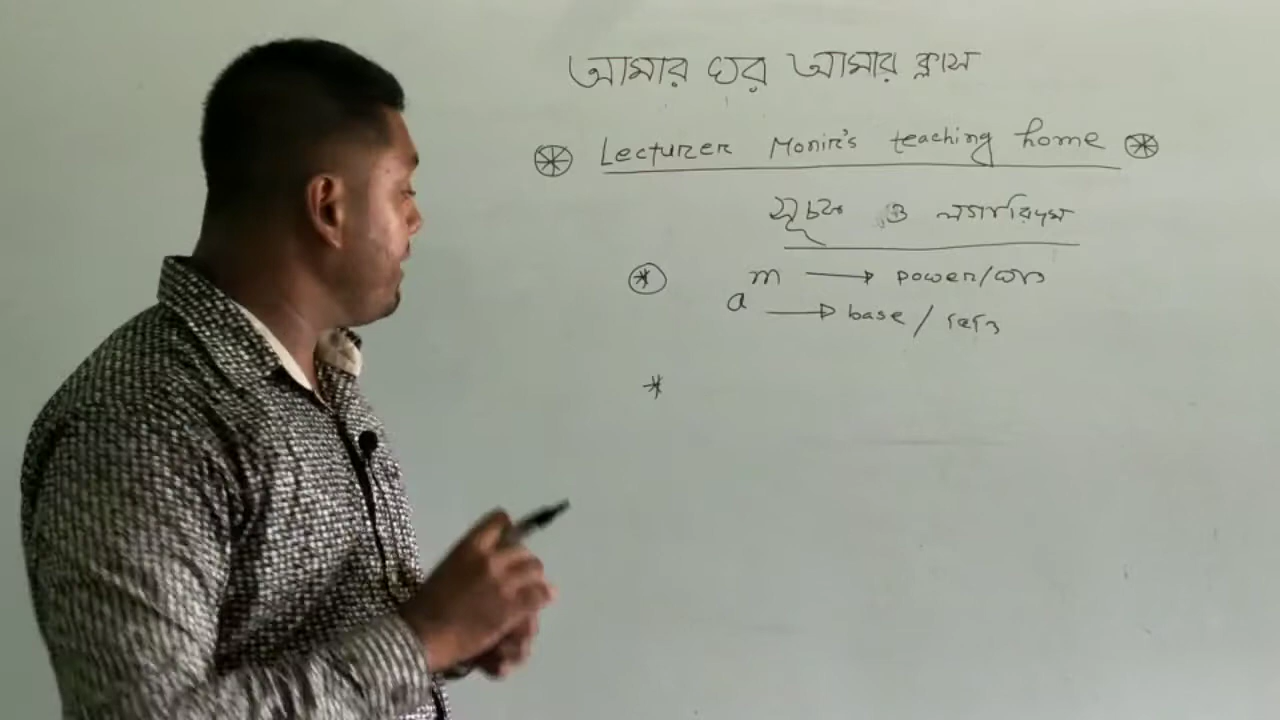 আমার ঘর আমার ক্লাস
Lecturer Monir's teaching home
সূচক ও লগারিদম
a^m → power/ঘাত
→ base / ভিত্তি